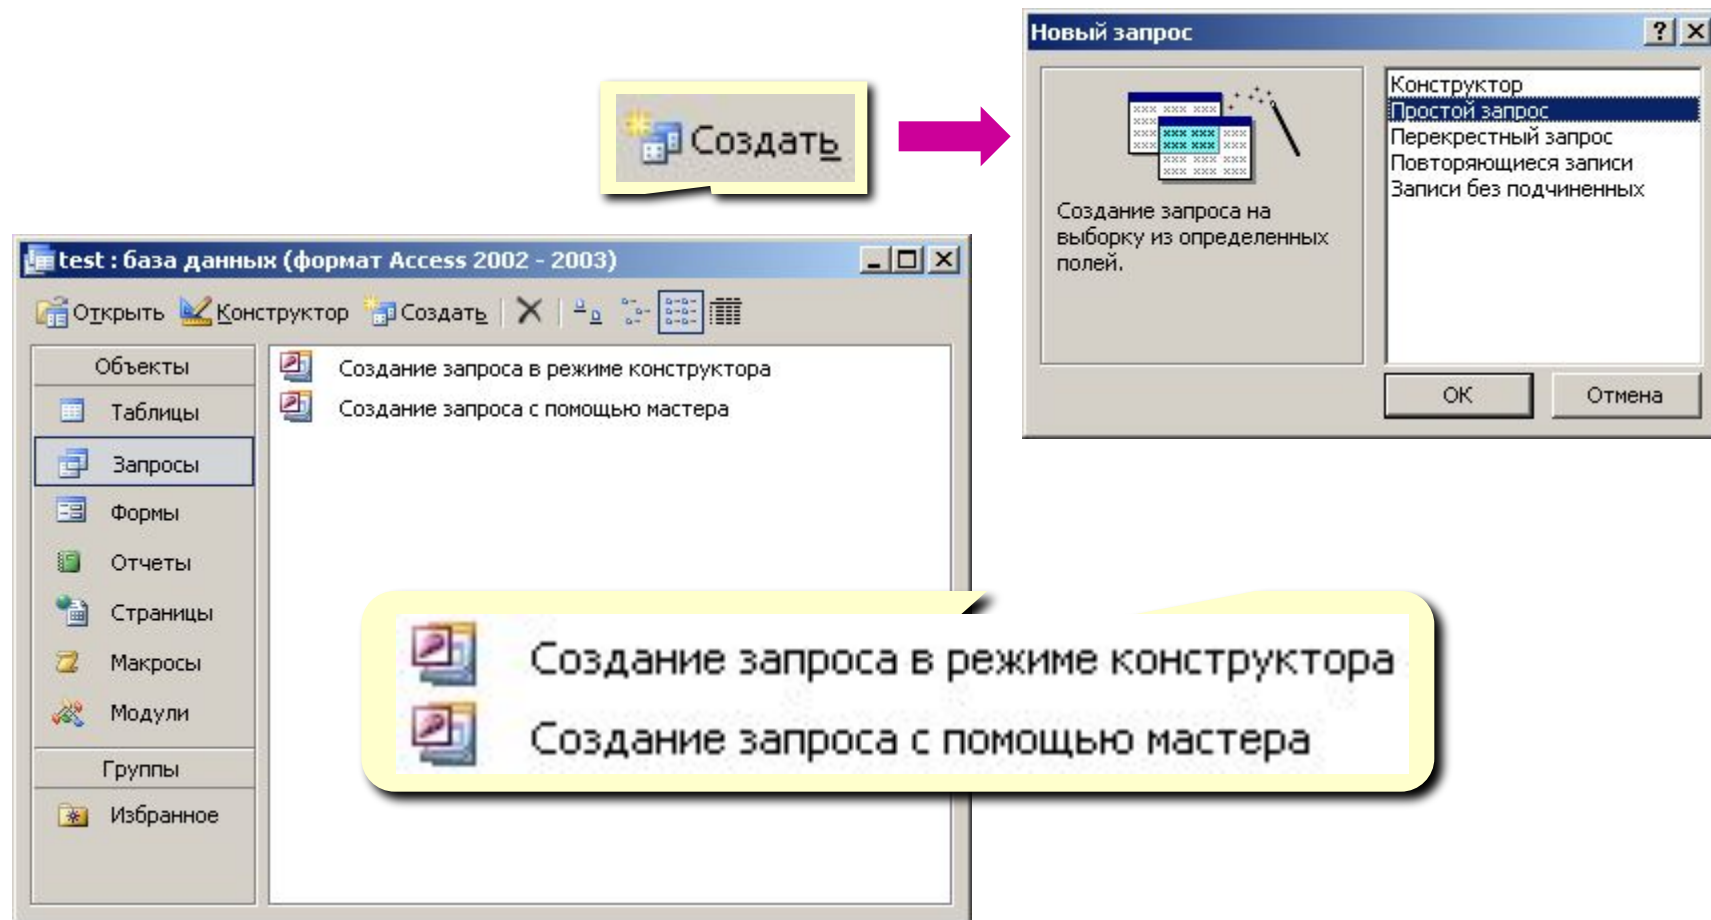 Создать
Новый запрос
Конструктор
Простой запрос
Перекрестный запрос
Повторяющиеся записи
Записи без подчиненных
Создание запроса на
выборку из определенных
полей.
ОК
Отмена
test : база данных (формат Access 2002 - 2003)
Открыть Конструктор Создать
Объекты
Таблицы
Запросы
Формы
Отчеты
Страницы
Макросы
Модули
Группы
Избранное
Создание запроса в режиме конструктора
Создание запроса с помощью мастера
Создание запроса в режиме конструктора
Создание запроса с помощью мастера